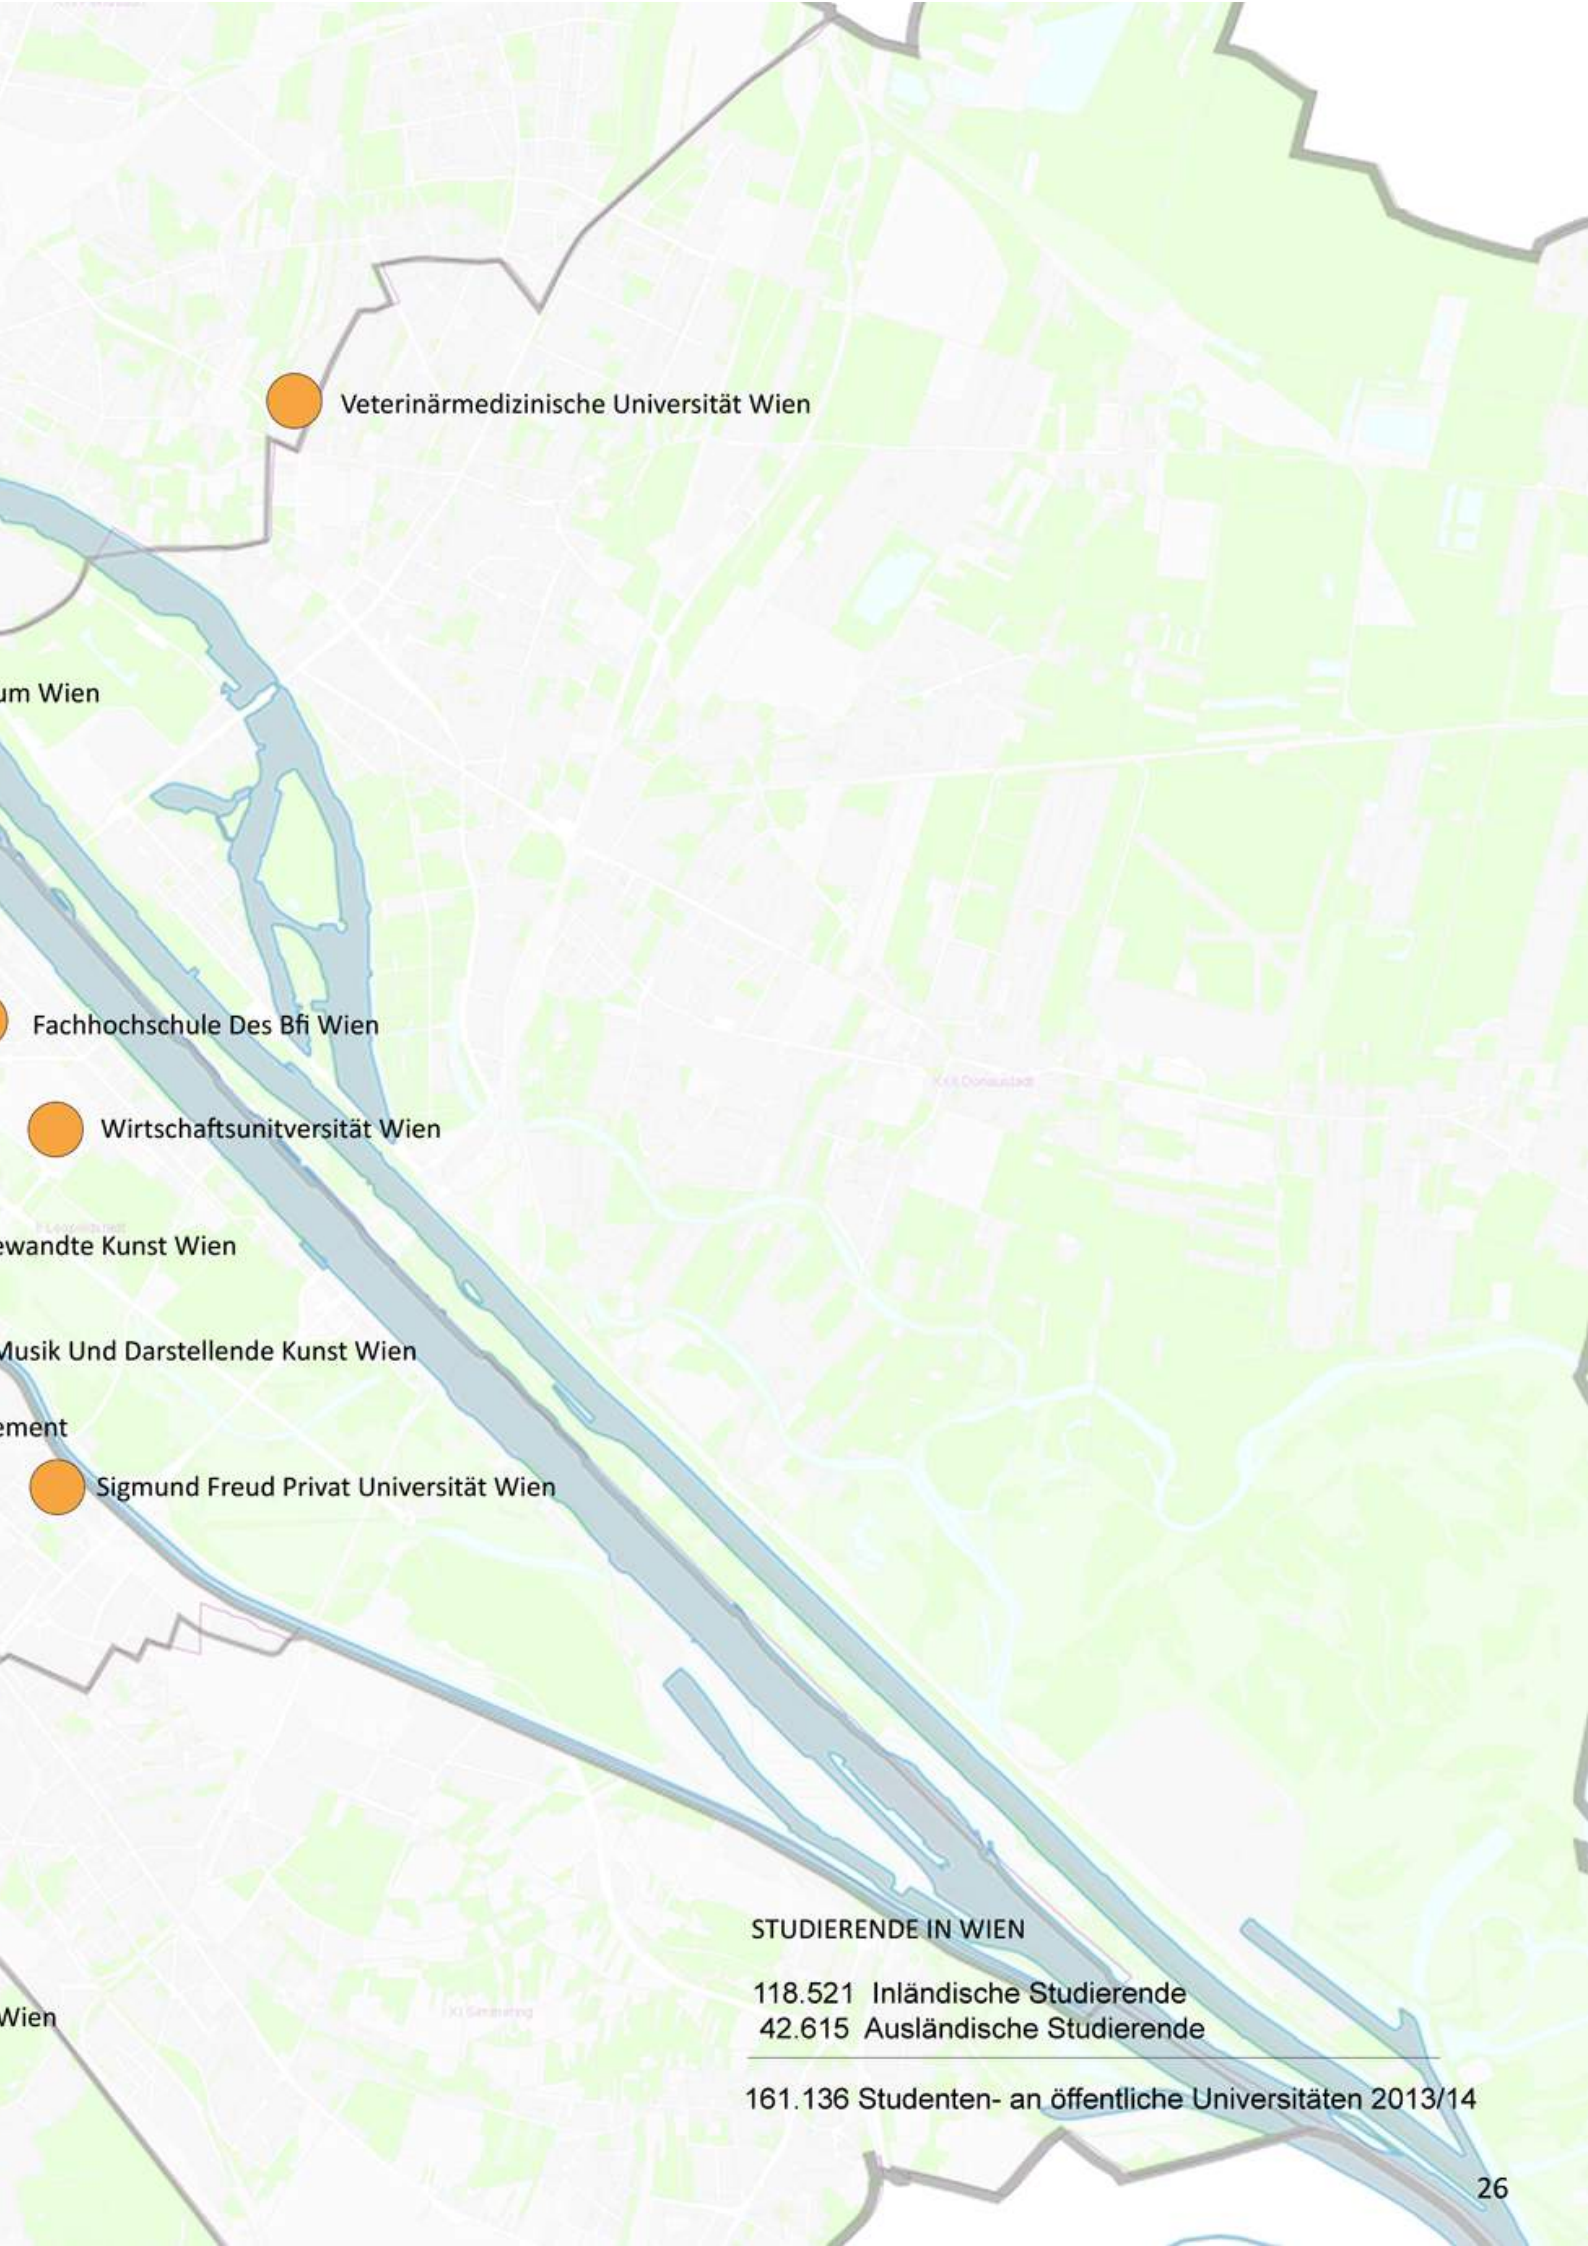 Veterinärmedizinische Universität Wien
um Wien
Fachhochschule Des Bfi Wien
Wirtschaftsunitversität Wien
ewandte Kunst Wien
Musik Und Darstellende Kunst Wien
ement
Sigmund Freud Privat Universität Wien
XXII Donaustadt
STUDIERENDE IN WIEN
118.521 Inländische Studierende
42.615 Ausländische Studierende
Wien
161.136 Studenten- an öffentliche Universitäten 2013/14
26